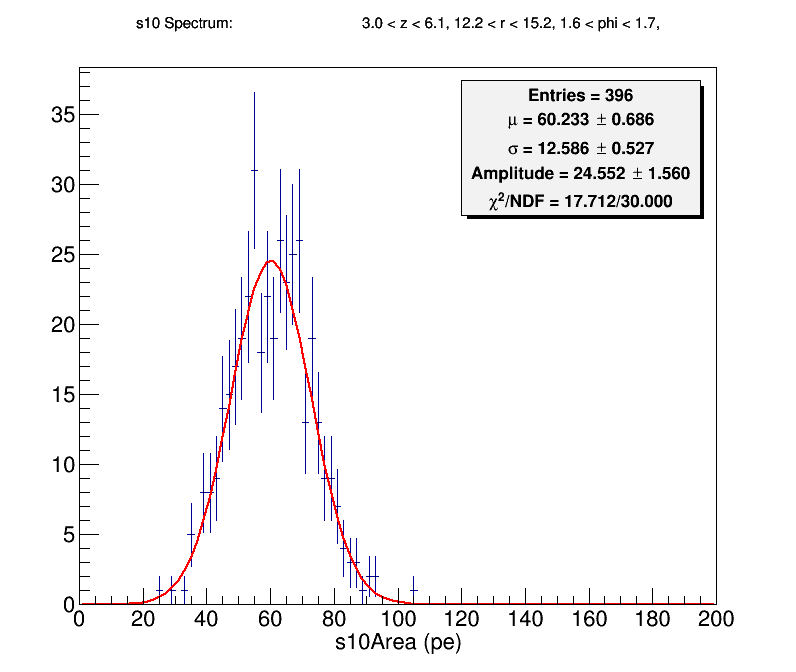 s10 Spectrum: 3.0 < z < 6.1, 12.2 < r < 15.2, 1.6 < phi < 1.7,
Entries = 396
μ = 60.233 ± 0.686
σ = 12.586 ± 0.527
Amplitude = 24.552 ± 1.560
χ²/NDF = 17.712/30.000
35
30
25
20
15
10
5
0
0 20 40 60 80 100 120 140 160 180 200
s10Area (pe)